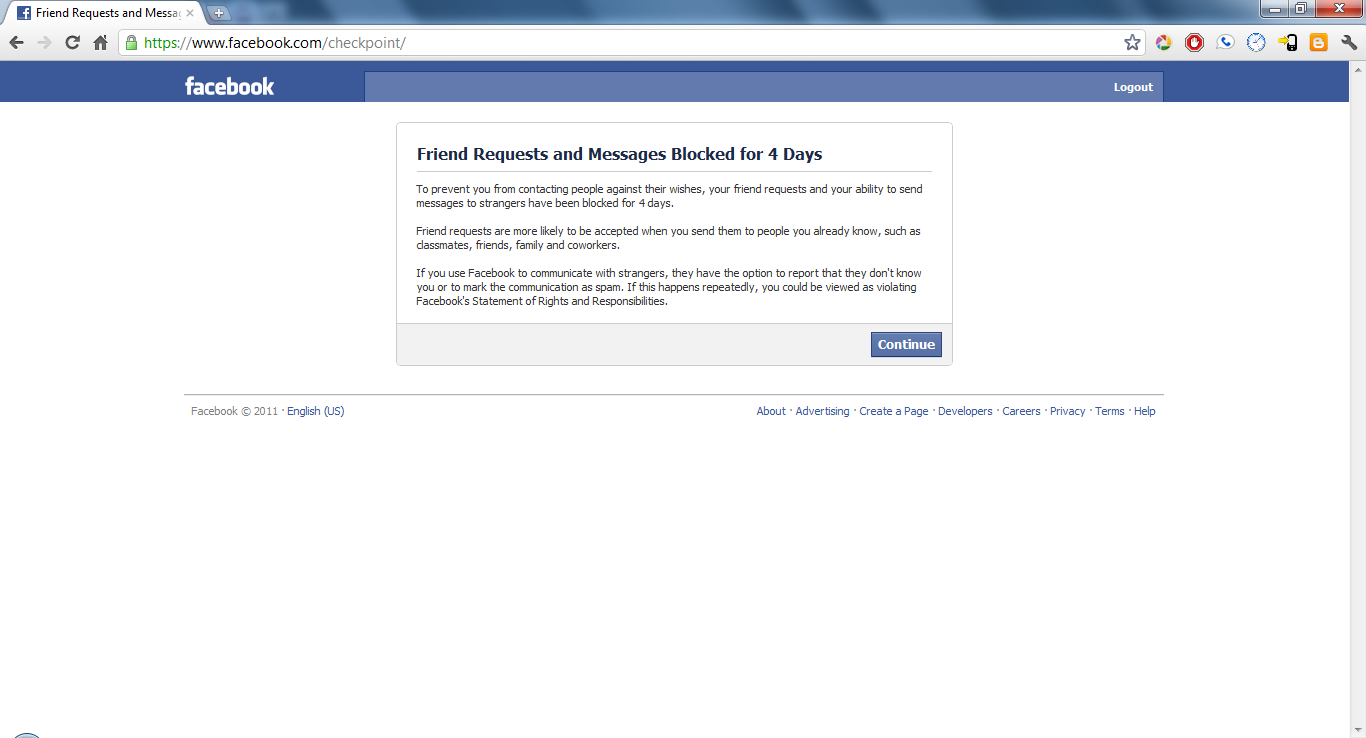 Friend Requests and Messag
https://www.facebook.com/checkpoint/
facebook
Logout
Friend Requests and Messages Blocked for 4 Days
To prevent you from contacting people against their wishes, your friend requests and your ability to send
messages to strangers have been blocked for 4 days.
Friend requests are more likely to be accepted when you send them to people you already know, such as
classmates, friends, family and coworkers.
If you use Facebook to communicate with strangers, they have the option to report that they don't know
you or to mark the communication as spam. If this happens repeatedly, you could be viewed as violating
Facebook's Statement of Rights and Responsibilities.
Continue
Facebook © 2011 · English (US)
About · Advertising · Create a Page · Developers · Careers · Privacy · Terms · Help